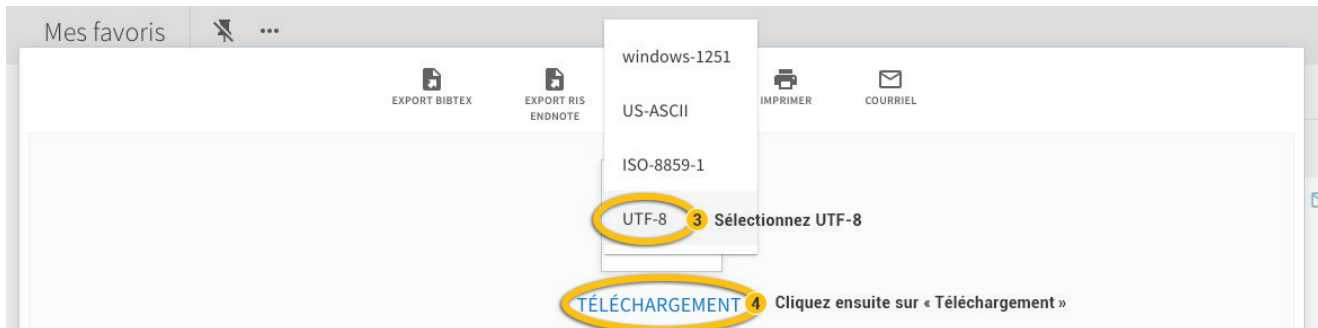 Mes favoris
windows-1251
EXPORT BIBTEX
EXPORT RIS
ENDNOTE
IMPRIMER
COURRIEL
US-ASCII
ISO-8859-1
UTF-8
3 Sélectionnez UTF-8
TÉLÉCHARGEMENT
4 Cliquez ensuite sur « Téléchargement »